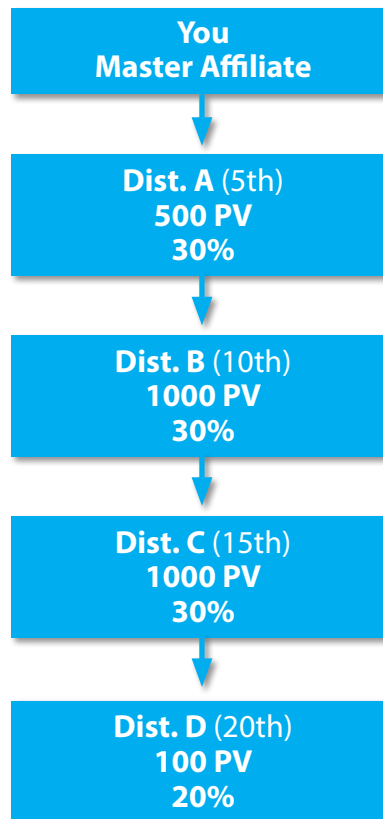 You
Master Affiliate
Dist. A (5th)
500 PV
30%
Dist. B (10th)
1000 PV
30%
Dist. C (15th)
1000 PV
30%
Dist. D (20th)
100 PV
20%